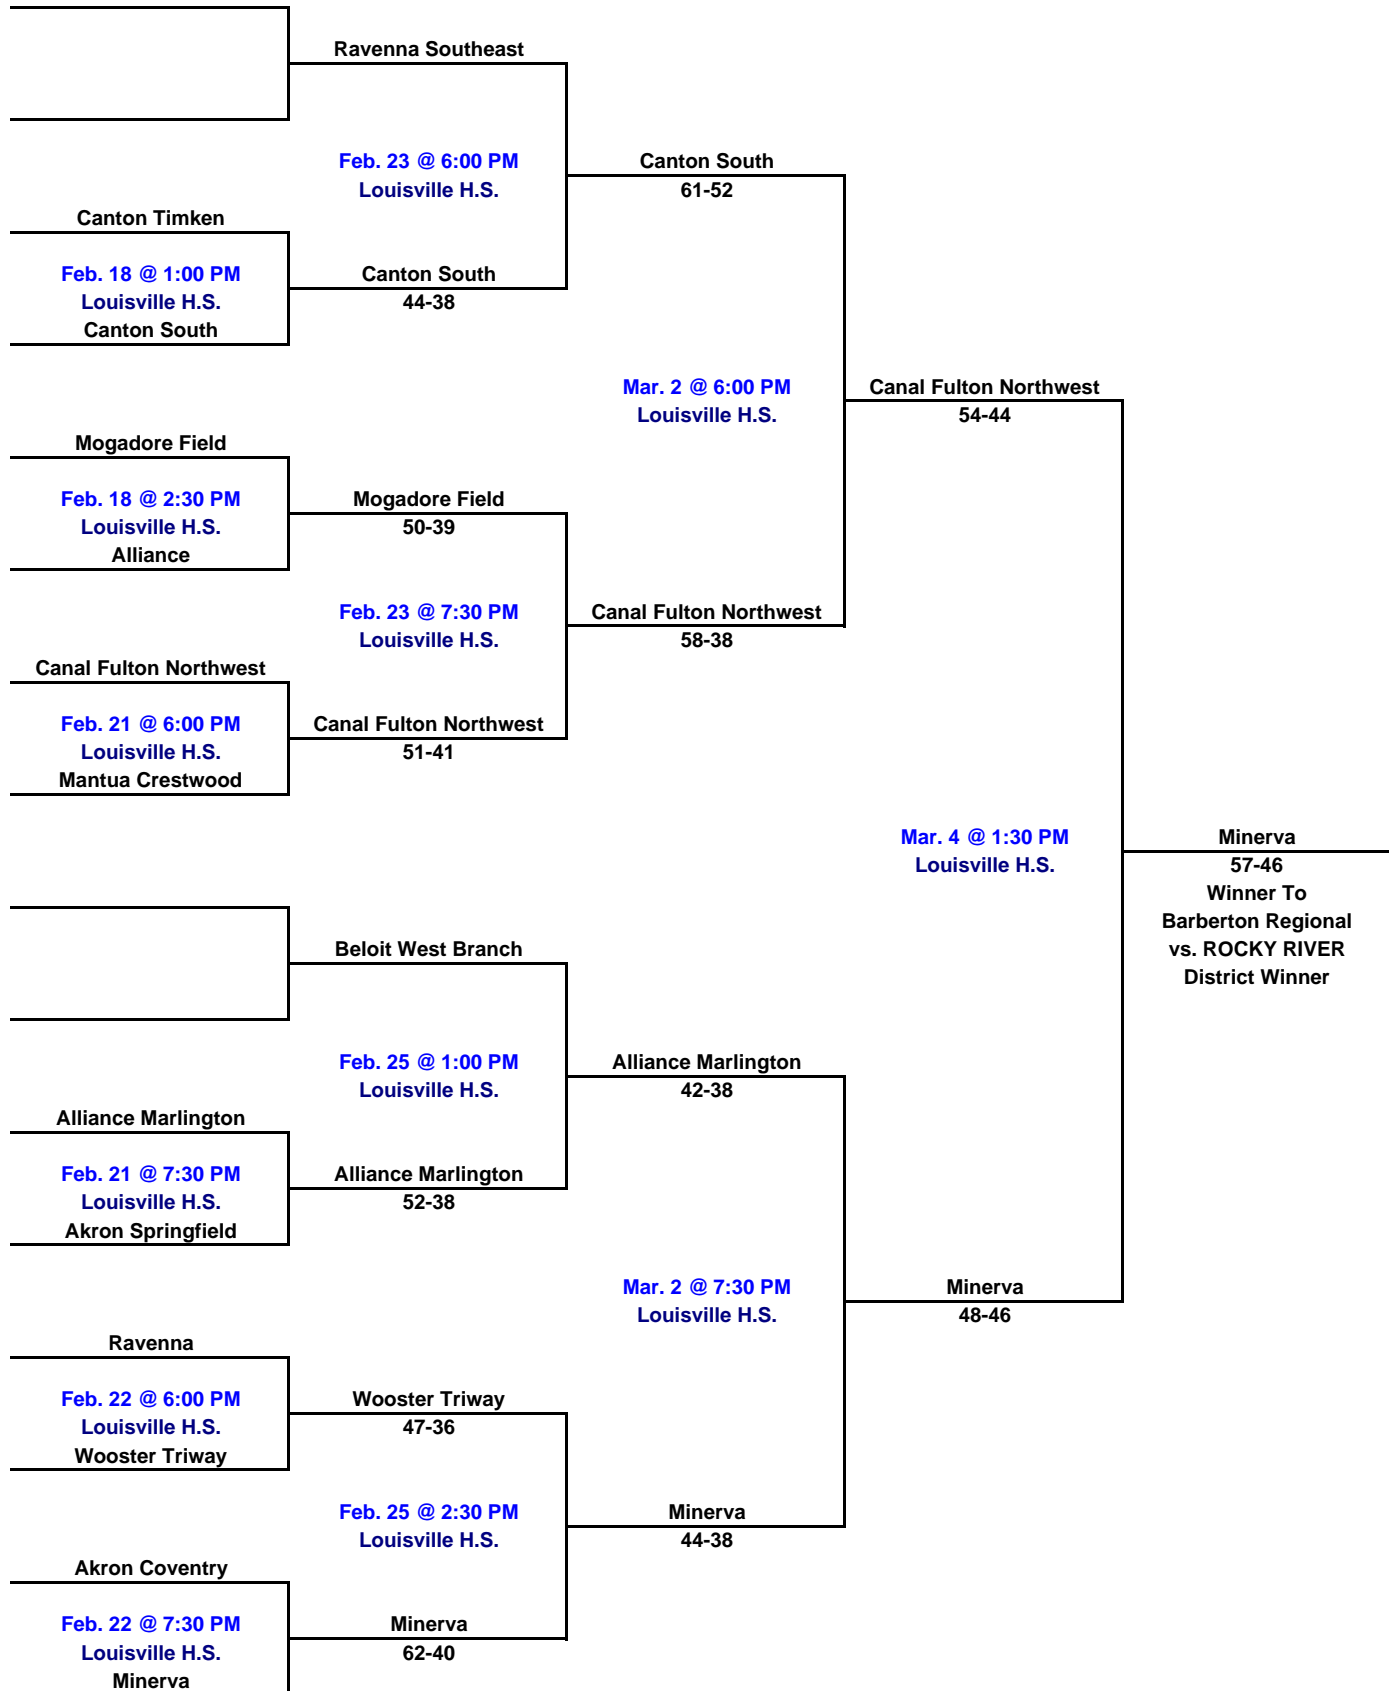 Ravenna Southeast
Feb. 23 @ 6:00 PM
Louisville H.S.
Canton South
61-52
Canton Timken
Feb. 18 @ 1:00 PM
Louisville H.S.
Canton South
Canton South
44-38
Mar. 2 @ 6:00 PM
Louisville H.S.
Canal Fulton Northwest
54-44
Mogadore Field
Feb. 18 @ 2:30 PM
Louisville H.S.
Alliance
Mogadore Field
50-39
Feb. 23 @ 7:30 PM
Louisville H.S.
Canal Fulton Northwest
58-38
Canal Fulton Northwest
Feb. 21 @ 6:00 PM
Louisville H.S.
Mantua Crestwood
Canal Fulton Northwest
51-41
Mar. 4 @ 1:30 PM
Louisville H.S.
Minerva
57-46
Winner To
Barberton Regional
vs. ROCKY RIVER
District Winner
Beloit West Branch
Feb. 25 @ 1:00 PM
Louisville H.S.
Alliance Marlington
42-38
Alliance Marlington
Feb. 21 @ 7:30 PM
Louisville H.S.
Akron Springfield
Alliance Marlington
52-38
Mar. 2 @ 7:30 PM
Louisville H.S.
Minerva
48-46
Ravenna
Feb. 22 @ 6:00 PM
Louisville H.S.
Wooster Triway
Wooster Triway
47-36
Feb. 25 @ 2:30 PM
Louisville H.S.
Minerva
44-38
Akron Coventry
Feb. 22 @ 7:30 PM
Louisville H.S.
Minerva
Minerva
62-40